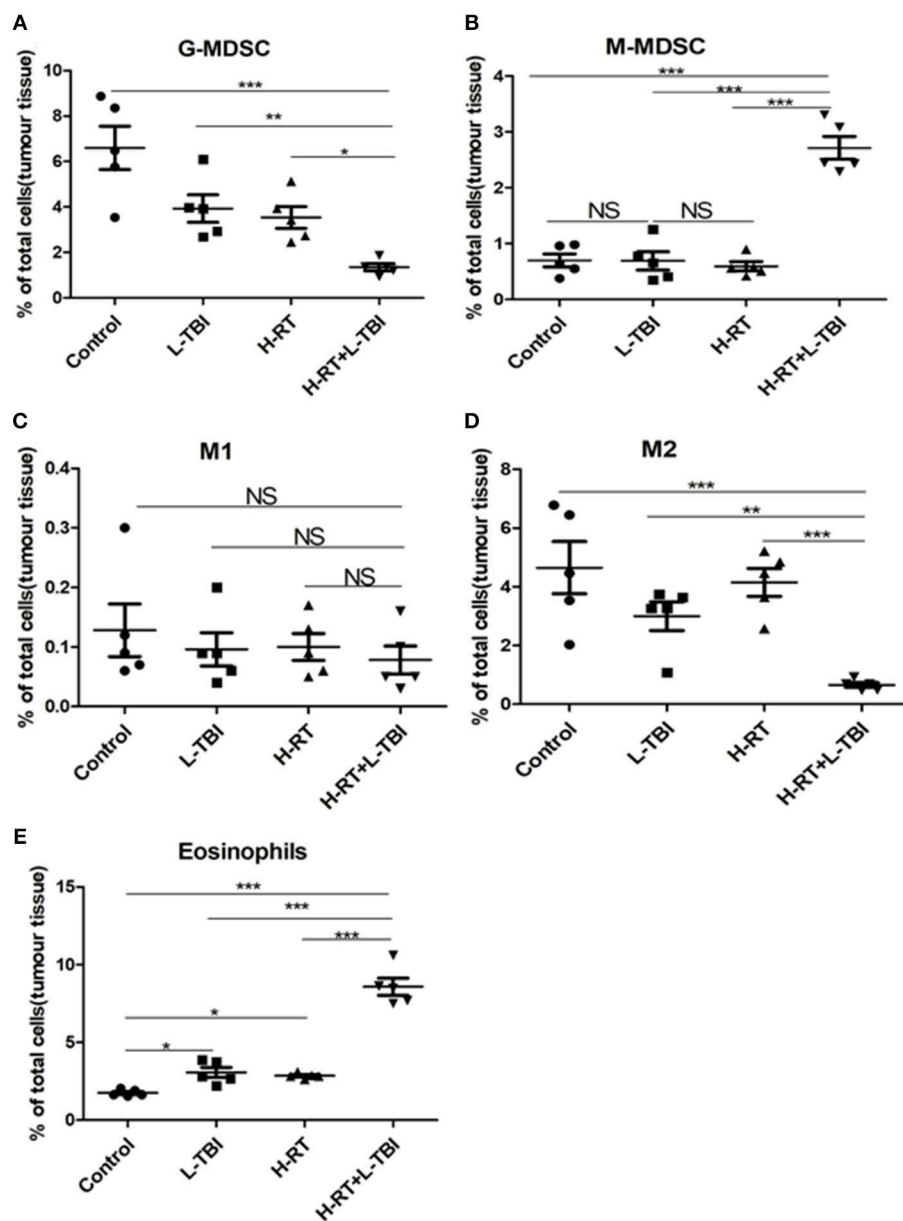 A
G-MDSC
% of total cells(tumour tissue)
10
8
6
4
2
0
***
**
*
Control
L-TBI
H-RT
H-RT+L-TBI
B
M-MDSC
% of total cells(tumour tissue)
4
3
2
1
0
***
***
***
NS
NS
Control
L-TBI
H-RT
H-RT+L-TBI
C
M1
% of total cells(tumour tissue)
0.4
0.3
0.2
0.1
0.0
NS
NS
NS
Control
L-TBI
H-RT
H-RT+L-TBI
D
M2
% of total cells(tumour tissue)
8
6
4
2
0
***
**
***
Control
L-TBI
H-RT
H-RT+L-TBI
E
Eosinophils
% of total cells(tumour tissue)
15
10
5
0
***
***
***
*
*
Control
L-TBI
H-RT
H-RT+L-TBI